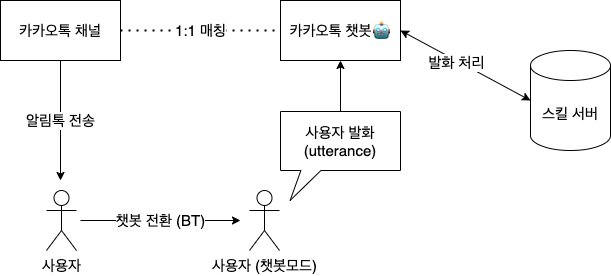 카카오톡 채널
1:1 매칭
카카오톡 챗봇🤖
발화 처리
스킬 서버
알림톡 전송
사용자 발화
(utterance)
챗봇 전환 (BT)
사용자
사용자 (챗봇모드)